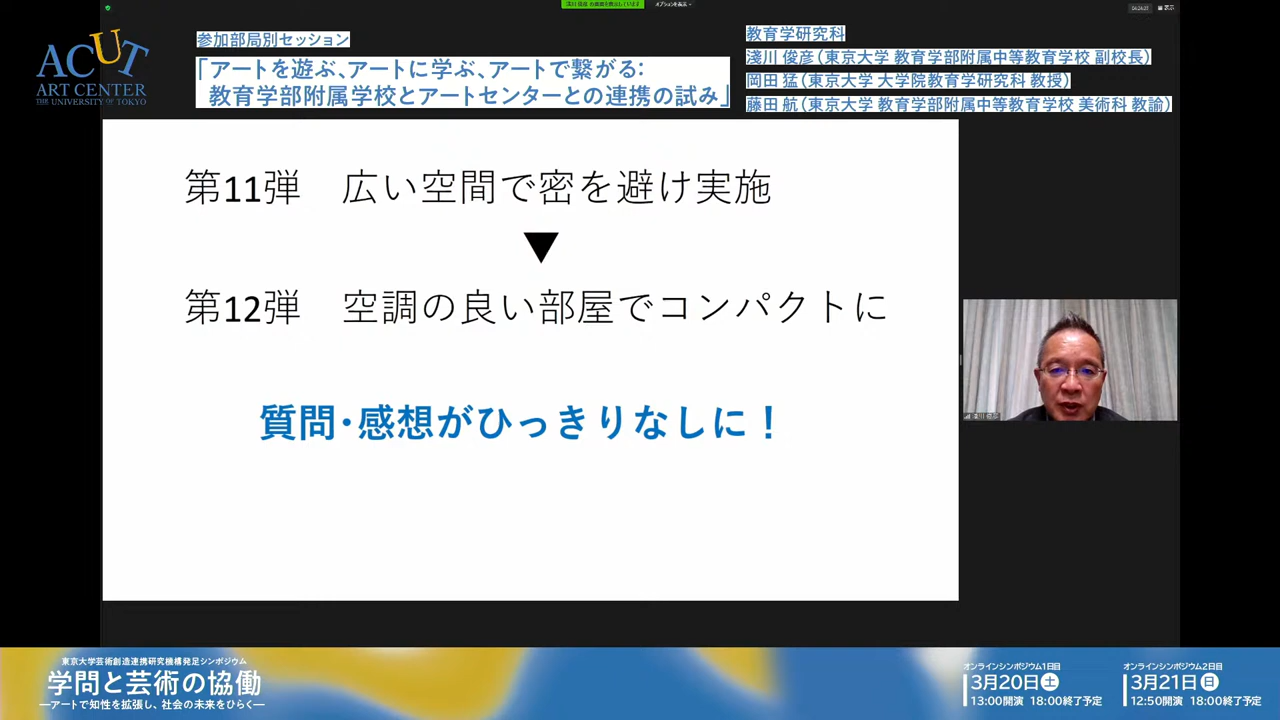 ACUT
ART CENTER
THE UNIVERSITY OF TOKYO
参加部局別セッション
「アートを遊ぶ、アートに学ぶ、アートで繋がる:
教育学部附属学校とアートセンターとの連携の試み」
教育学研究科
淺川 俊彦（東京大学 教育学部附属中等教育学校 副校長）
岡田 猛（東京大学 大学院教育学研究科 教授）
藤田 航（東京大学 教育学部附属中等教育学校 美術科 教諭）
第11弾　広い空間で密を避け実施
▼
第12弾　空調の良い部屋でコンパクトに
質問・感想がひっきりなしに！
東京大学芸術創造連携研究機構発足シンポジウム
学問と芸術の協働
―アートで知性を拡張し、社会の未来をひらく―
オンラインシンポジウム1日目
3月20日土
13:00開演 18:00終了予定
オンラインシンポジウム2日目
3月21日日
12:50開演 18:00終了予定